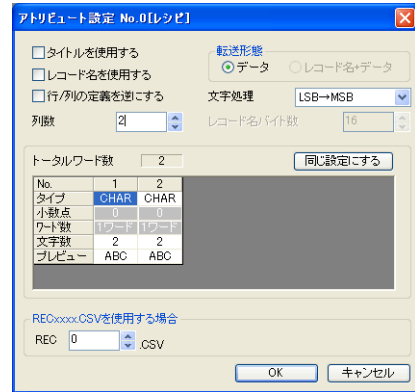 アトリビュート設定 No.0[レシピ]
タイトルを使用する
レコード名を使用する
行/列の定義を逆にする
列数 2
転送形態
データ レコード名+データ
文字処理 LSB→MSB
レコード名バイト数 16
トータルワード数 2 同じ設定にする
No. 1 2
タイプ CHAR CHAR
小数点 0 0
ワード数 1ワード 1ワード
文字数 2 2
プレビュー ABC ABC
RECxxxx.CSVを使用する場合
REC 0 .CSV
OK キャンセル